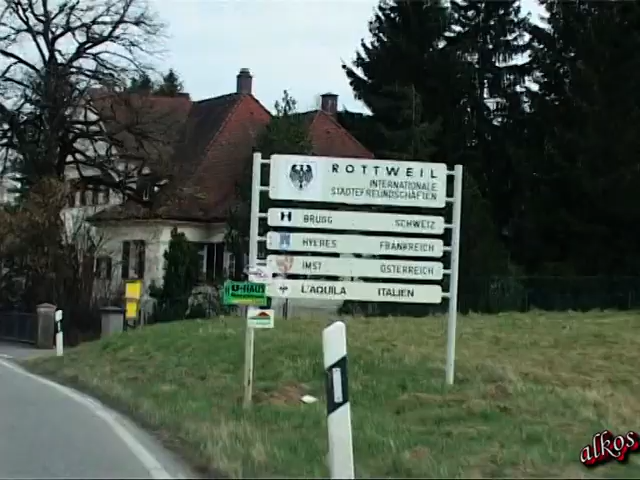 ROTTWEIL
INTERNATIONALE
STÄDTEFREUNDSCHAFTEN
BRUGG SCHWEIZ
HYERES FRANKREICH
IMST ÖSTERREICH
L'AQUILA ITALIEN
alkos